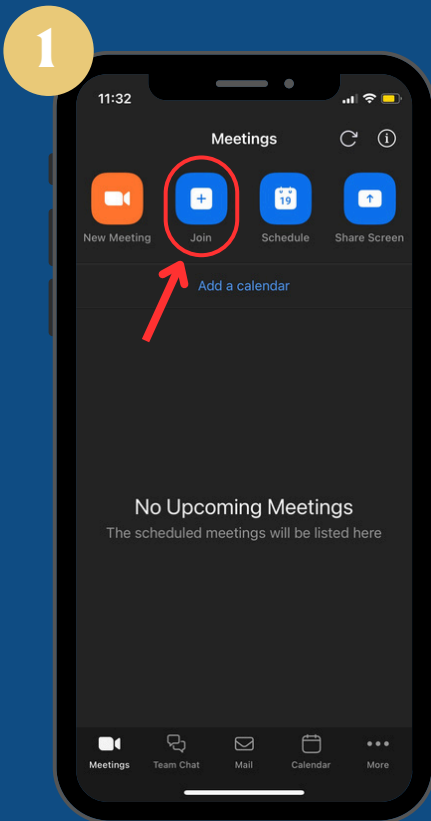 1
11:32
Meetings
19
New Meeting Join Schedule Share Screen
Add a calendar
No Upcoming Meetings
The scheduled meetings will be listed here
Meetings Team Chat Mail Calendar More